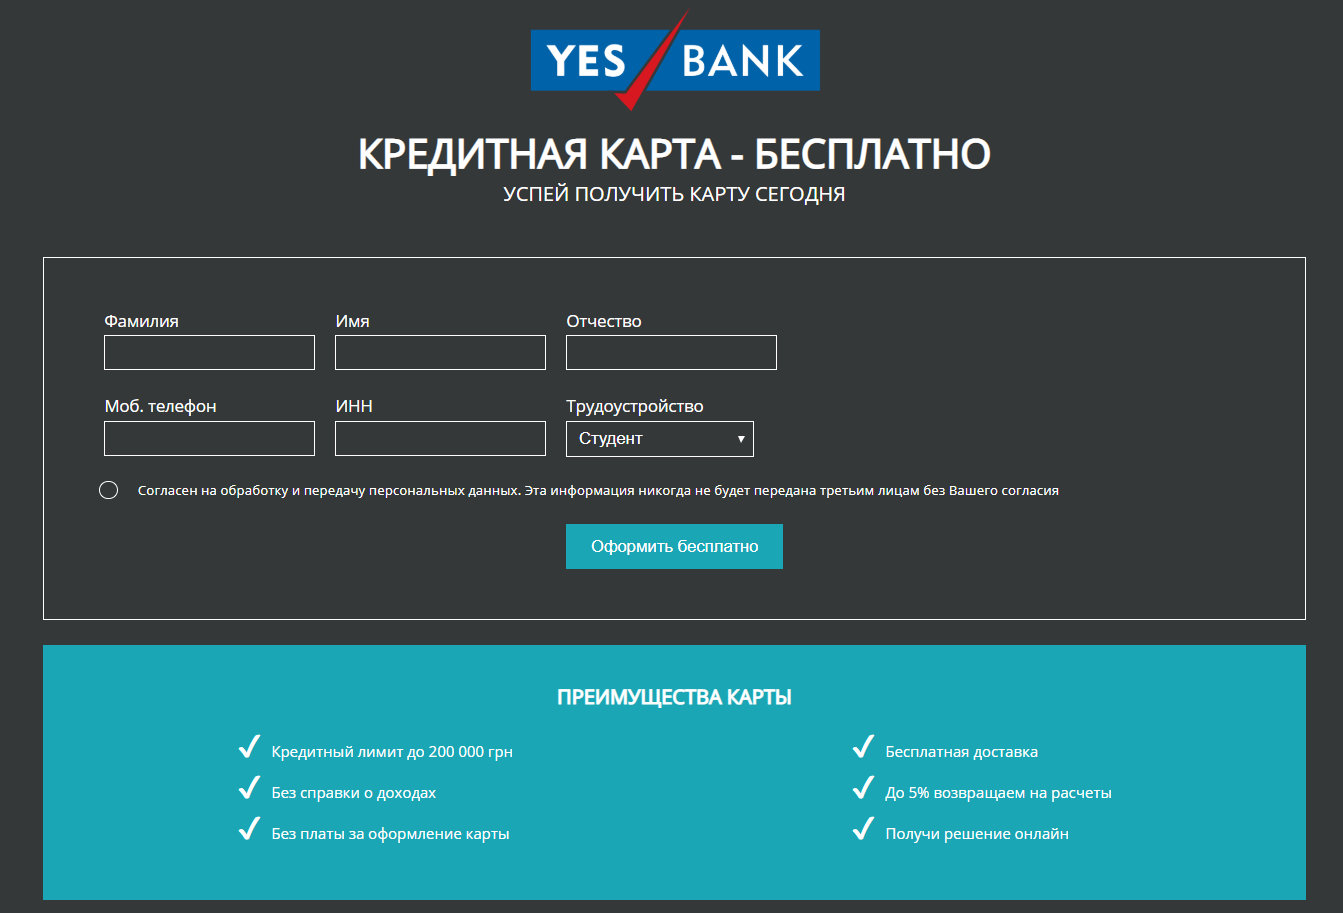 YES BANK
КРЕДИТНАЯ КАРТА - БЕСПЛАТНО
УСПЕЙ ПОЛУЧИТЬ КАРТУ СЕГОДНЯ
Фамилия Имя Отчество
Моб. телефон ИНН Трудоустройство
Студент
Согласен на обработку и передачу персональных данных. Эта информация никогда не будет передана третьим лицам без Вашего согласия
Оформить бесплатно
ПРЕИМУЩЕСТВА КАРТЫ
Кредитный лимит до 200 000 грн
Без справки о доходах
Без платы за оформление карты
Бесплатная доставка
До 5% возвращаем на расчеты
Получи решение онлайн